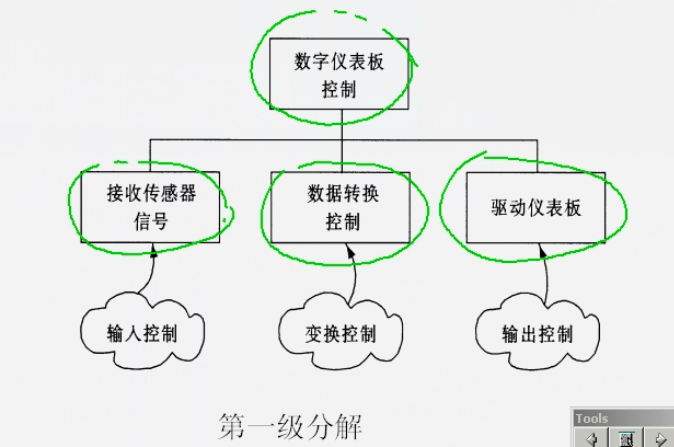 数字仪表板
控制
接收传感器
信号
数据转换
控制
驱动仪表板
输入控制
变换控制
输出控制
第一级分解
Tools